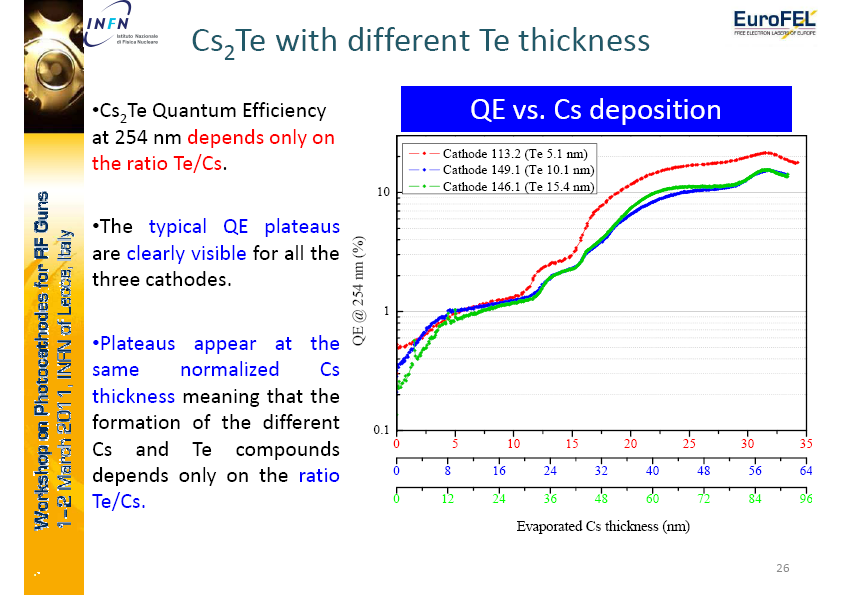 INFN
Istituto Nazionale
di Fisica Nucleare
Cs₂Te with different Te thickness
EuroFEL
FREE ELECTRON LASERS OF EUROPE
Workshop on Photocathodes for RF Guns
1-2 March 2011, INFN of Lecce, Italy
•Cs₂Te Quantum Efficiency
at 254 nm depends only on
the ratio Te/Cs.
•The typical QE plateaus
are clearly visible for all the
three cathodes.
•Plateaus appear at the
same normalized Cs
thickness meaning that the
formation of the different
Cs and Te compounds
depends only on the ratio
Te/Cs.
QE vs. Cs deposition
Cathode 113.2 (Te 5.1 nm)
Cathode 149.1 (Te 10.1 nm)
Cathode 146.1 (Te 15.4 nm)
QE @ 254 nm (%)
10
1
0.1
0 5 10 15 20 25 30 35
0 8 16 24 32 40 48 56 64
0 12 24 36 48 60 72 84 96
Evaporated Cs thickness (nm)
26